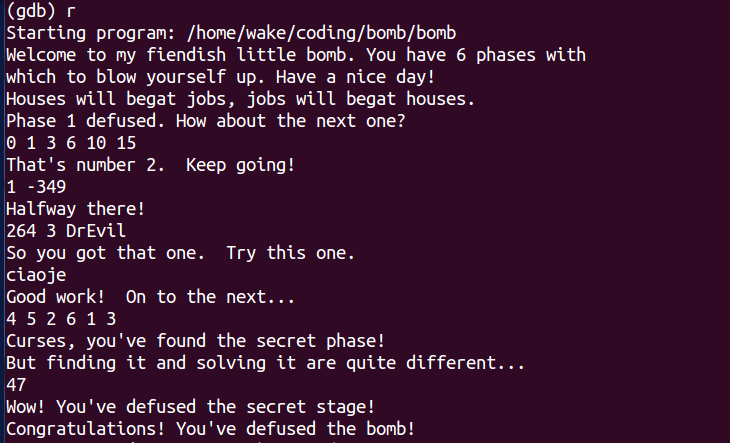 (gdb) r
Starting program: /home/wake/coding/bomb/bomb
Welcome to my fiendish little bomb. You have 6 phases with
which to blow yourself up. Have a nice day!
Houses will begat jobs, jobs will begat houses.
Phase 1 defused. How about the next one?
0 1 3 6 10 15
That's number 2.  Keep going!
1 -349
Halfway there!
264 3 DrEvil
So you got that one.  Try this one.
ciaoje
Good work!  On to the next...
4 5 2 6 1 3
Curses, you've found the secret phase!
But finding it and solving it are quite different...
47
Wow! You've defused the secret stage!
Congratulations! You've defused the bomb!